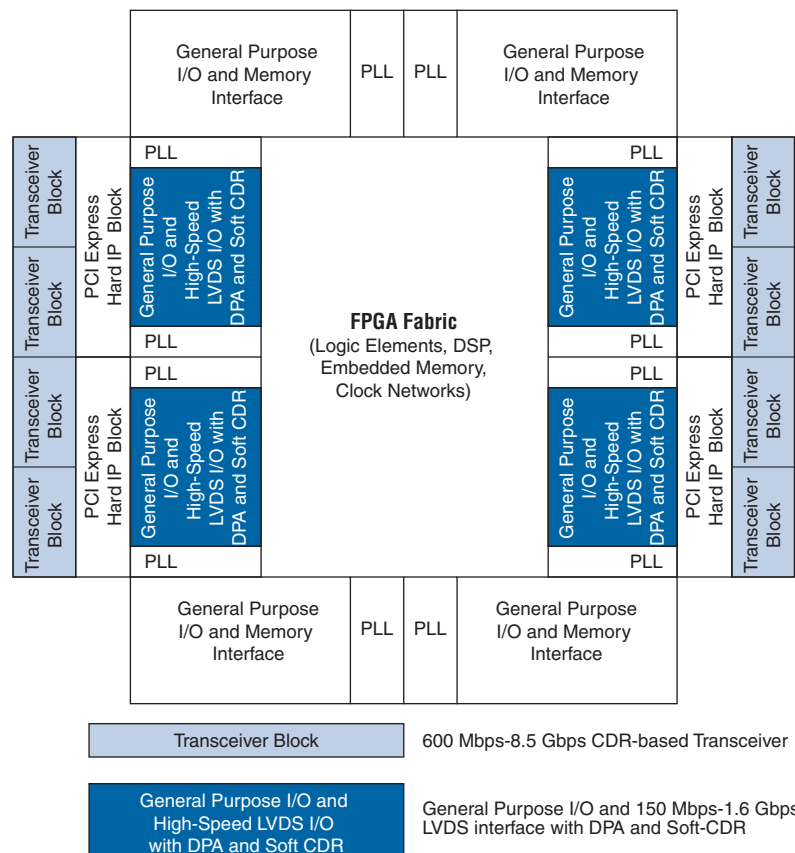 General Purpose
I/O and Memory
Interface
PLL
PLL
General Purpose
I/O and Memory
Interface
Transceiver
Block
Transceiver
Block
PCI Express
Hard IP Block
PLL
General Purpose
I/O and
High-Speed
LVDS I/O with
DPA and Soft CDR
PLL
Transceiver
Block
Transceiver
Block
PCI Express
Hard IP Block
PLL
General Purpose
I/O and
High-Speed
LVDS I/O with
DPA and Soft CDR
PLL
FPGA Fabric
(Logic Elements, DSP,
Embedded Memory,
Clock Networks)
PLL
General Purpose
I/O and
High-Speed
LVDS I/O with
DPA and Soft CDR
PLL
PCI Express
Hard IP Block
Transceiver
Block
Transceiver
Block
PLL
General Purpose
I/O and
High-Speed
LVDS I/O with
DPA and Soft CDR
PLL
PCI Express
Hard IP Block
Transceiver
Block
Transceiver
Block
General Purpose
I/O and Memory
Interface
PLL
PLL
General Purpose
I/O and Memory
Interface
Transceiver Block
600 Mbps-8.5 Gbps CDR-based Transceiver
General Purpose I/O and
High-Speed LVDS I/O
with DPA and Soft CDR
General Purpose I/O and 150 Mbps-1.6 Gbps
LVDS interface with DPA and Soft-CDR